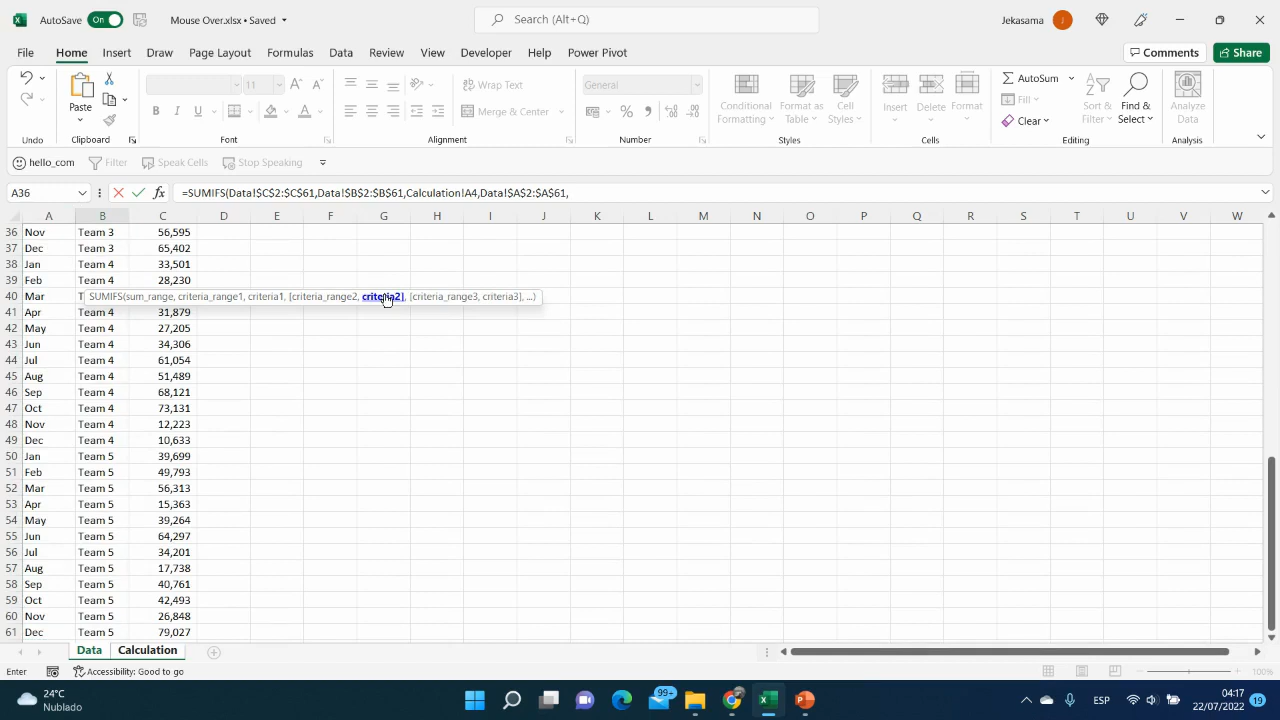 AutoSave On Mouse Over.xlsx • Saved Search (Alt+Q) Jekasama J
File Home Insert Draw Page Layout Formulas Data Review View Developer Help Power Pivot Comments Share
11 Wrap Text General AutoSum
Paste B I U Merge & Center Conditional Formatting Format as Table Cell Styles Insert Delete Format Fill Clear Sort & Filter Find & Select Analyze Data
Undo Clipboard Font Alignment Number Styles Cells Editing Analysis
hello_com Filter Speak Cells Stop Speaking
A36 fx =SUMIFS(Data!$C$2:$C$61,Data!$B$2:$B$61,Calculation!A4,Data!$A$2:$A$61,
A B C D E F G H I J K L M N O P Q R S T U V W
36 Nov Team 3 56,595
37 Dec Team 3 65,402
38 Jan Team 4 33,501
39 Feb Team 4 28,230
40 Mar SUMIFS(sum_range, criteria_range1, criteria1, [criteria_range2, criteria2], [criteria_range3, criteria3], ...)
41 Apr Team 4 31,879
42 May Team 4 27,205
43 Jun Team 4 34,306
44 Jul Team 4 61,054
45 Aug Team 4 51,489
46 Sep Team 4 68,121
47 Oct Team 4 73,131
48 Nov Team 4 12,223
49 Dec Team 4 10,633
50 Jan Team 5 39,699
51 Feb Team 5 49,793
52 Mar Team 5 56,313
53 Apr Team 5 15,363
54 May Team 5 39,264
55 Jun Team 5 64,297
56 Jul Team 5 34,201
57 Aug Team 5 17,738
58 Sep Team 5 40,761
59 Oct Team 5 42,493
60 Nov Team 5 26,848
61 Dec Team 5 79,027
Data Calculation
Enter Accessibility: Good to go 100%
24°C 99+ ESP 04:17
Nublado 22/07/2022 19